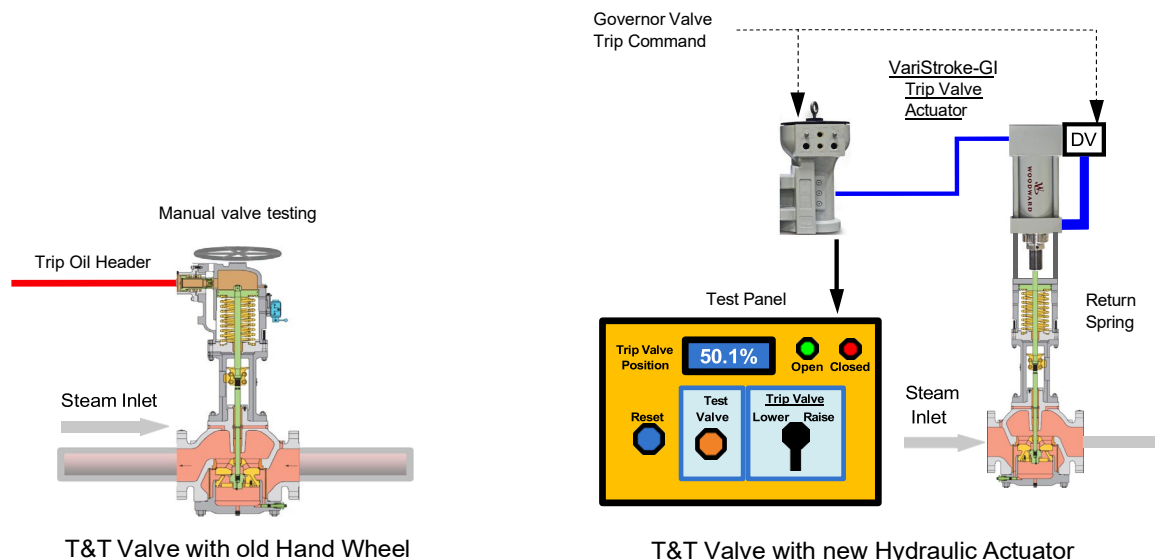 Governor Valve
Trip Command
VariStroke-GI
Trip Valve
Actuator
DV
WOODWARD
Manual valve testing
Trip Oil Header
Test Panel
Return
Spring
Trip Valve
Position
50.1%
Open
Closed
Reset
Test
Valve
Trip Valve
Lower
Raise
Steam Inlet
Steam
Inlet
T&T Valve with old Hand Wheel
T&T Valve with new Hydraulic Actuator